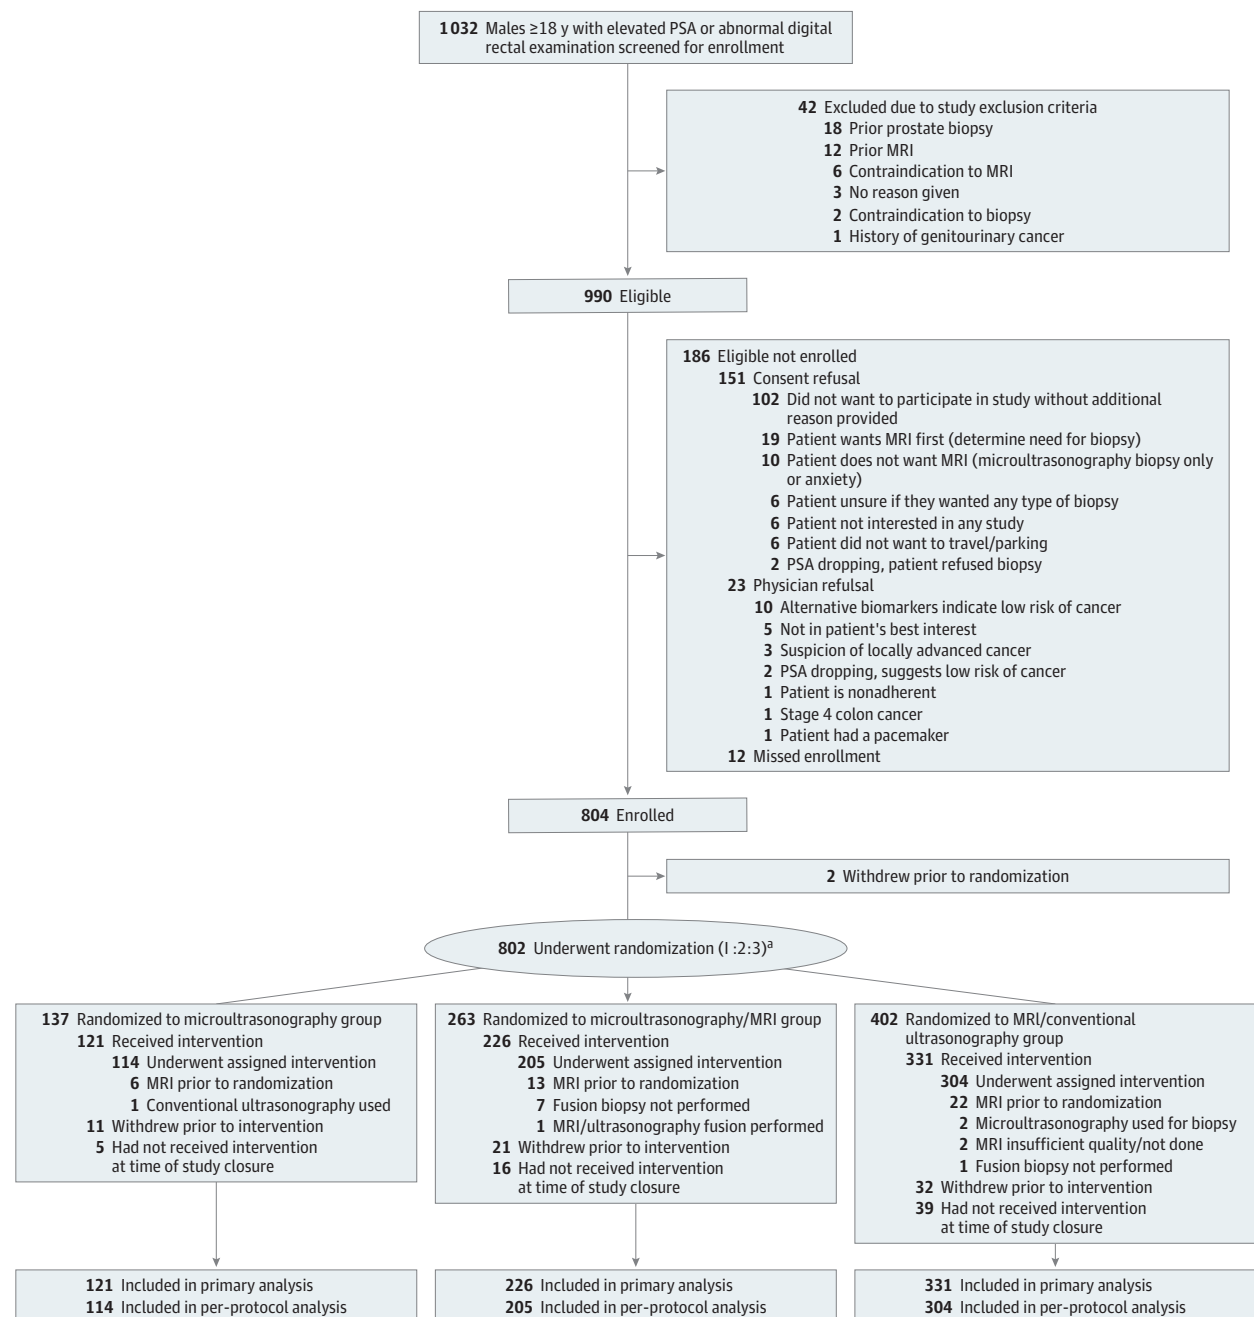 1032 Males ≥18 y with elevated PSA or abnormal digital
rectal examination screened for enrollment
42 Excluded due to study exclusion criteria
18 Prior prostate biopsy
12 Prior MRI
6 Contraindication to MRI
3 No reason given
2 Contraindication to biopsy
1 History of genitourinary cancer
990 Eligible
186 Eligible not enrolled
151 Consent refusal
102 Did not want to participate in study without additional
reason provided
19 Patient wants MRI first (determine need for biopsy)
10 Patient does not want MRI (microultrasonography biopsy only
or anxiety)
6 Patient unsure if they wanted any type of biopsy
6 Patient not interested in any study
6 Patient did not want to travel/parking
2 PSA dropping, patient refused biopsy
23 Physician refulsal
10 Alternative biomarkers indicate low risk of cancer
5 Not in patient's best interest
3 Suspicion of locally advanced cancer
2 PSA dropping, suggests low risk of cancer
1 Patient is nonadherent
1 Stage 4 colon cancer
1 Patient had a pacemaker
12 Missed enrollment
804 Enrolled
2 Withdrew prior to randomization
802 Underwent randomization (I :2:3)a
137 Randomized to microultrasonography group
121 Received intervention
114 Underwent assigned intervention
6 MRI prior to randomization
1 Conventional ultrasonography used
11 Withdrew prior to intervention
5 Had not received intervention
at time of study closure
263 Randomized to microultrasonography/MRI group
226 Received intervention
205 Underwent assigned intervention
13 MRI prior to randomization
7 Fusion biopsy not performed
1 MRI/ultrasonography fusion performed
21 Withdrew prior to intervention
16 Had not received intervention
at time of study closure
402 Randomized to MRI/conventional
ultrasonography group
331 Received intervention
304 Underwent assigned intervention
22 MRI prior to randomization
2 Microultrasonography used for biopsy
2 MRI insufficient quality/not done
1 Fusion biopsy not performed
32 Withdrew prior to intervention
39 Had not received intervention
at time of study closure
121 Included in primary analysis
114 Included in per-protocol analysis
226 Included in primary analysis
205 Included in per-protocol analysis
331 Included in primary analysis
304 Included in per-protocol analysis